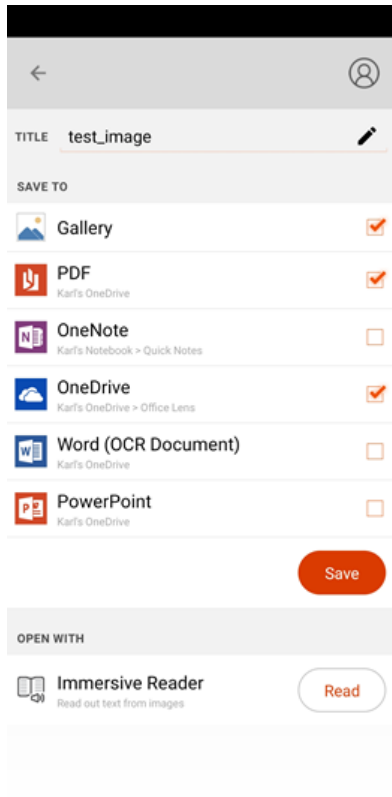 TITLE test_image
SAVE TO
Gallery
PDF
Karl's OneDrive
OneNote
Karl's Notebook > Quick Notes
OneDrive
Karl's OneDrive > Office Lens
Word (OCR Document)
Karl's OneDrive
PowerPoint
Karl's OneDrive
Save
OPEN WITH
Immersive Reader
Read out text from images
Read